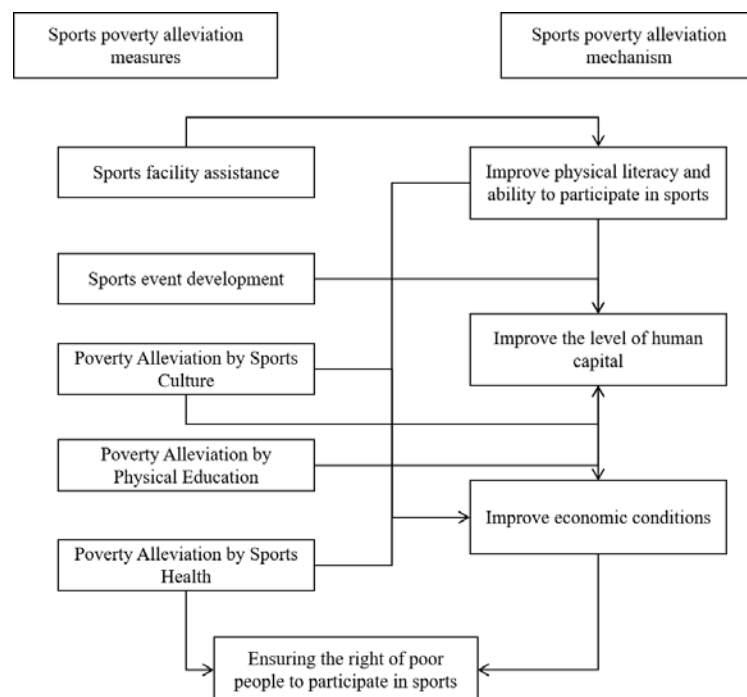 Sports poverty alleviation
measures
Sports poverty alleviation
mechanism
Sports facility assistance
Improve physical literacy and
ability to participate in sports
Sports event development
Improve the level of human
capital
Poverty Alleviation by Sports
Culture
Poverty Alleviation by
Physical Education
Improve economic conditions
Poverty Alleviation by Sports
Health
Ensuring the right of poor
people to participate in sports